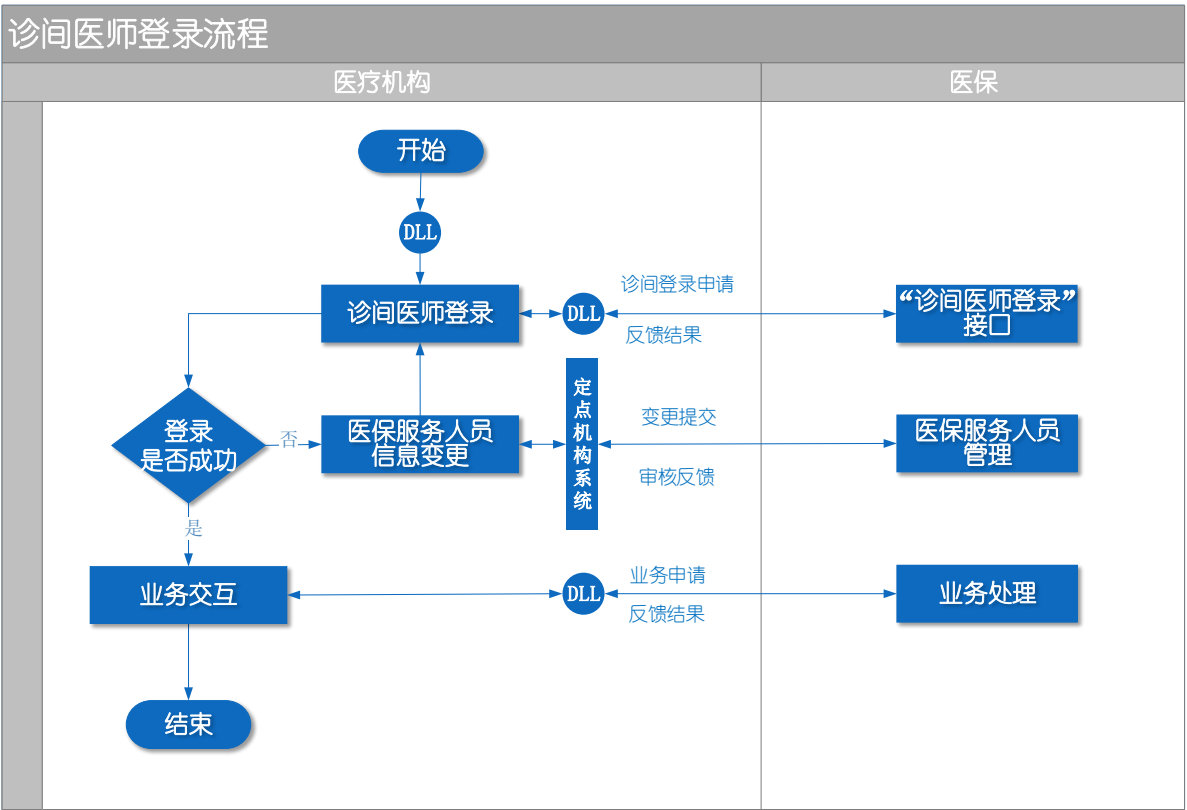 诊间医师登录流程
医疗机构
医保
开始
DLL
诊间医师登录
DLL
诊间登录申请
反馈结果
“诊间医师登录”
接口
登录
是否成功
否
医保服务人员
信息变更
定点机构系统
变更提交
审核反馈
医保服务人员
管理
是
业务交互
DLL
业务申请
反馈结果
业务处理
结束